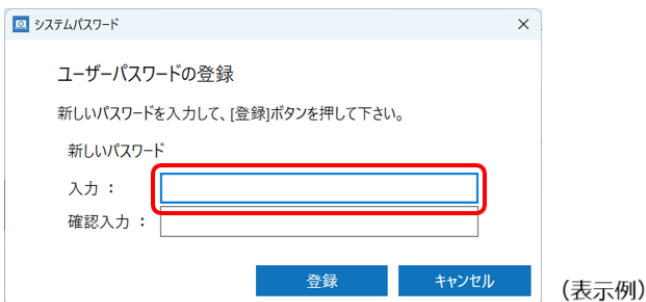 システムパスワード
ユーザーパスワードの登録
新しいパスワードを入力して、[登録]ボタンを押して下さい。
新しいパスワード
入力 :
確認入力 :
登録 キャンセル
(表示例)